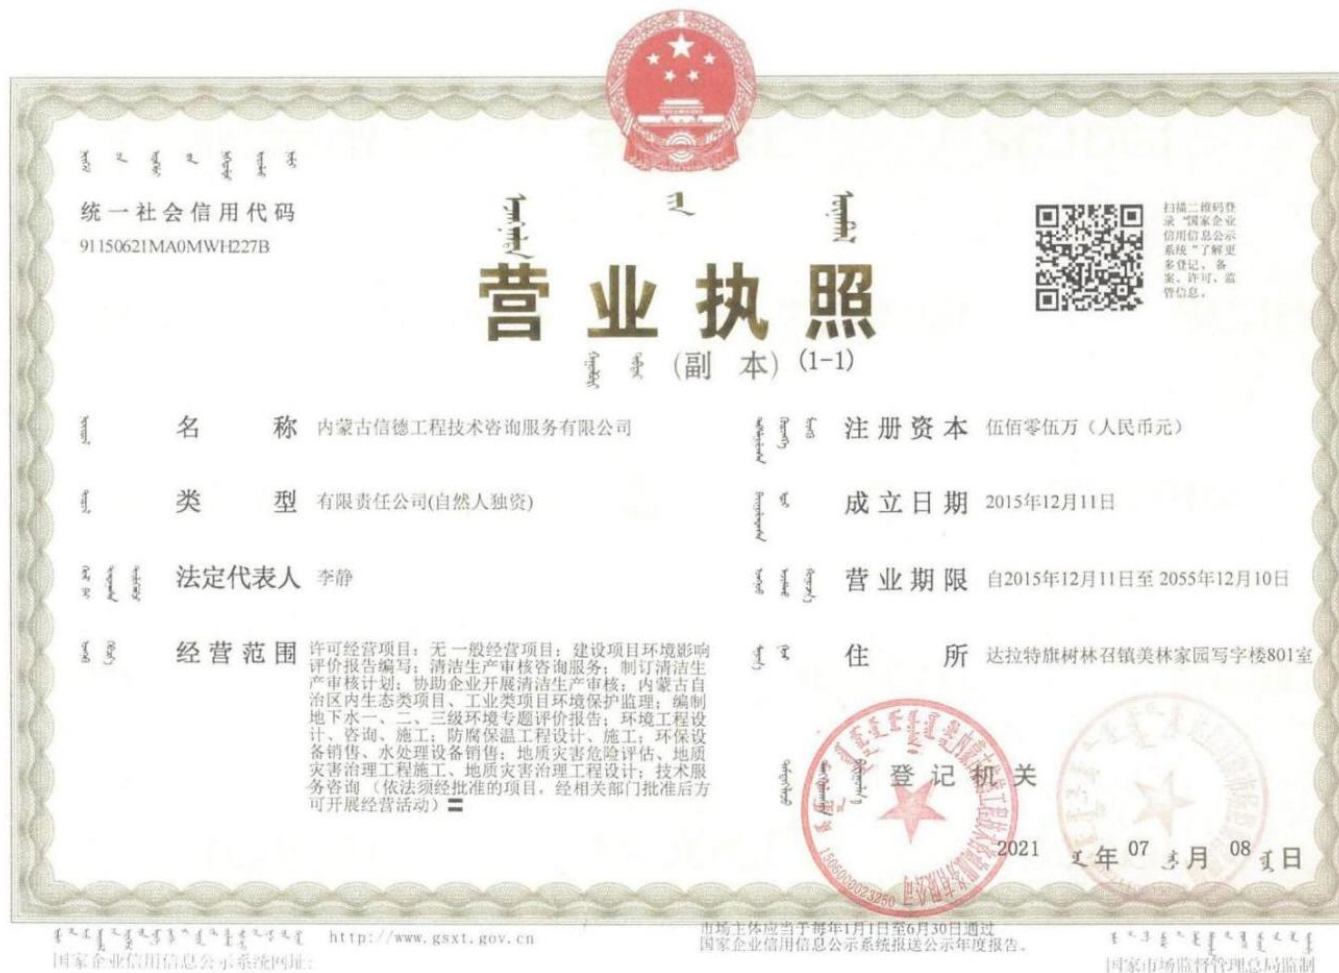 统一社会信用代码
91150621MA0MWH227B
扫描二维码登
录“国家企业
信用信息公示
系统”了解更
多登记、备
案、许可、监
管信息。
营业执照
(副 本) (1-1)
名 称 内蒙古信德工程技术咨询服务有限公司
类 型 有限责任公司(自然人独资)
法定代表人 李静
经营范围 许可经营项目：无 一般经营项目：建设项目环境影响
评价报告编写；清洁生产审核咨询服务；制订清洁生
产审核计划；协助企业开展清洁生产审核；内蒙古自
治区内生态类项目、工业类项目环境保护监理；编制
地下水一、二、三级环境专题评价报告；环境工程设
计、咨询、施工；防腐保温工程设计、施工；环保设
备销售、水处理设备销售；地质灾害危险评估、地质
灾害治理工程施工、地质灾害治理工程设计；技术服
务咨询（依法须经批准的项目，经相关部门批准后方
可开展经营活动）
注册资本 伍佰零伍万（人民币元）
成立日期 2015年12月11日
营业期限 自2015年12月11日至 2055年12月10日
住 所 达拉特旗树林召镇美林家园写字楼801室
登记机关
内蒙古信德工程技术咨询服务有限公司
1506000023260
2021 年 07 月 08 日
国家企业信用信息公示系统网址：
http://www.gsxt.gov.cn
市场主体应当于每年1月1日至6月30日通过
国家企业信用信息公示系统报送公示年度报告。
国家市场监督管理总局监制